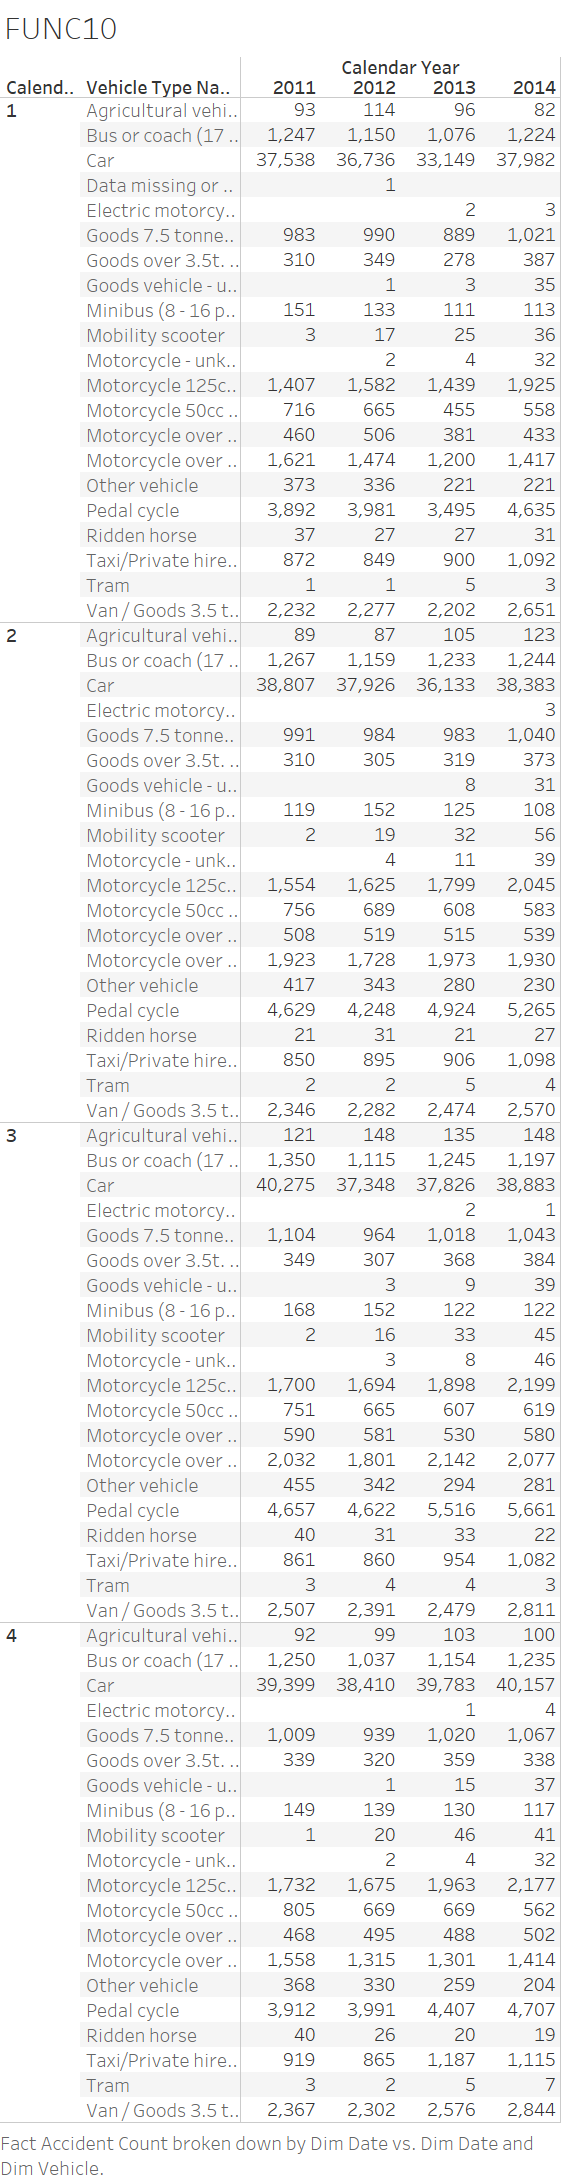 FUNC10
Calendar Year
Calend.. Vehicle Type Na.. 2011 2012 2013 2014
1 Agricultural vehi.. 93 114 96 82
Bus or coach (17 .. 1,247 1,150 1,076 1,224
Car 37,538 36,736 33,149 37,982
Data missing or .. 1
Electric motorcy.. 2 3
Goods 7.5 tonne.. 983 990 889 1,021
Goods over 3.5t. .. 310 349 278 387
Goods vehicle - u.. 1 3 35
Minibus (8 - 16 p.. 151 133 111 113
Mobility scooter 3 17 25 36
Motorcycle - unk.. 2 4 32
Motorcycle 125c.. 1,407 1,582 1,439 1,925
Motorcycle 50cc .. 716 665 455 558
Motorcycle over .. 460 506 381 433
Motorcycle over .. 1,621 1,474 1,200 1,417
Other vehicle 373 336 221 221
Pedal cycle 3,892 3,981 3,495 4,635
Ridden horse 37 27 27 31
Taxi/Private hire.. 872 849 900 1,092
Tram 1 1 5 3
Van / Goods 3.5 t.. 2,232 2,277 2,202 2,651
2 Agricultural vehi.. 89 87 105 123
Bus or coach (17 .. 1,267 1,159 1,233 1,244
Car 38,807 37,926 36,133 38,383
Electric motorcy.. 3
Goods 7.5 tonne.. 991 984 983 1,040
Goods over 3.5t. .. 310 305 319 373
Goods vehicle - u.. 8 31
Minibus (8 - 16 p.. 119 152 125 108
Mobility scooter 2 19 32 56
Motorcycle - unk.. 4 11 39
Motorcycle 125c.. 1,554 1,625 1,799 2,045
Motorcycle 50cc .. 756 689 608 583
Motorcycle over .. 508 519 515 539
Motorcycle over .. 1,923 1,728 1,973 1,930
Other vehicle 417 343 280 230
Pedal cycle 4,629 4,248 4,924 5,265
Ridden horse 21 31 21 27
Taxi/Private hire.. 850 895 906 1,098
Tram 2 2 5 4
Van / Goods 3.5 t.. 2,346 2,282 2,474 2,570
3 Agricultural vehi.. 121 148 135 148
Bus or coach (17 .. 1,350 1,115 1,245 1,197
Car 40,275 37,348 37,826 38,883
Electric motorcy.. 2 1
Goods 7.5 tonne.. 1,104 964 1,018 1,043
Goods over 3.5t. .. 349 307 368 384
Goods vehicle - u.. 3 9 39
Minibus (8 - 16 p.. 168 152 122 122
Mobility scooter 2 16 33 45
Motorcycle - unk.. 3 8 46
Motorcycle 125c.. 1,700 1,694 1,898 2,199
Motorcycle 50cc .. 751 665 607 619
Motorcycle over .. 590 581 530 580
Motorcycle over .. 2,032 1,801 2,142 2,077
Other vehicle 455 342 294 281
Pedal cycle 4,657 4,622 5,516 5,661
Ridden horse 40 31 33 22
Taxi/Private hire.. 861 860 954 1,082
Tram 3 4 4 3
Van / Goods 3.5 t.. 2,507 2,391 2,479 2,811
4 Agricultural vehi.. 92 99 103 100
Bus or coach (17 .. 1,250 1,037 1,154 1,235
Car 39,399 38,410 39,783 40,157
Electric motorcy.. 1 4
Goods 7.5 tonne.. 1,009 939 1,020 1,067
Goods over 3.5t. .. 339 320 359 338
Goods vehicle - u.. 1 15 37
Minibus (8 - 16 p.. 149 139 130 117
Mobility scooter 1 20 46 41
Motorcycle - unk.. 2 4 32
Motorcycle 125c.. 1,732 1,675 1,963 2,177
Motorcycle 50cc .. 805 669 669 562
Motorcycle over .. 468 495 488 502
Motorcycle over .. 1,558 1,315 1,301 1,414
Other vehicle 368 330 259 204
Pedal cycle 3,912 3,991 4,407 4,707
Ridden horse 40 26 20 19
Taxi/Private hire.. 919 865 1,187 1,115
Tram 3 2 5 7
Van / Goods 3.5 t.. 2,367 2,302 2,576 2,844
Fact Accident Count broken down by Dim Date vs. Dim Date and
Dim Vehicle.